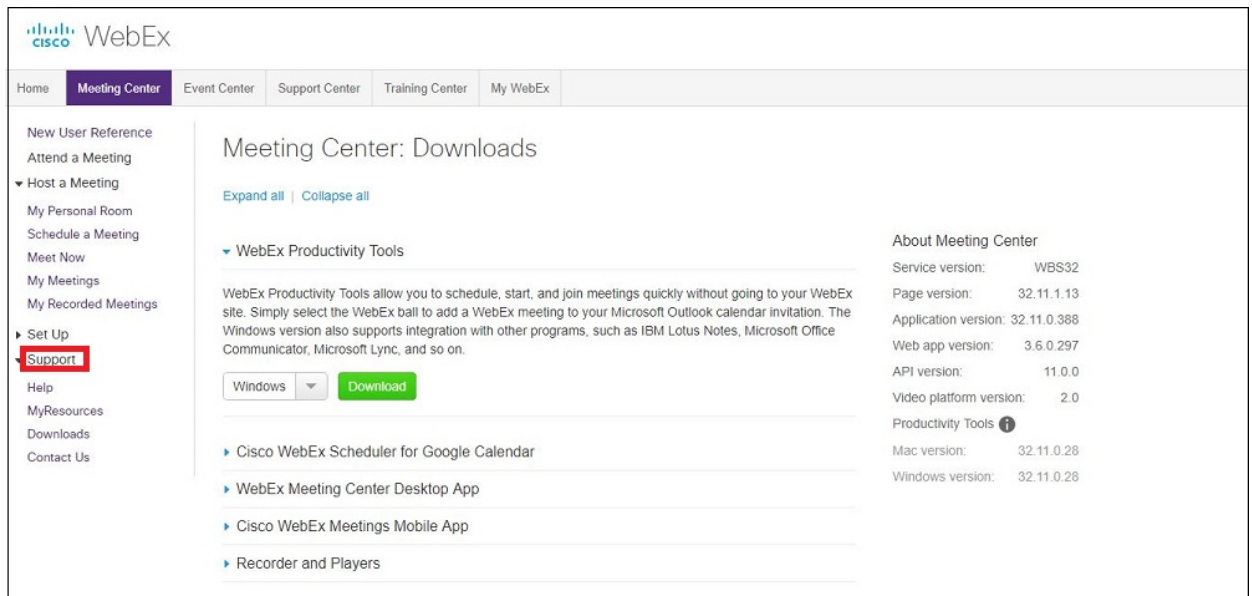 cisco WebEx
Home Meeting Center Event Center Support Center Training Center My WebEx
New User Reference
Attend a Meeting
Host a Meeting
My Personal Room
Schedule a Meeting
Meet Now
My Meetings
My Recorded Meetings
Set Up
Support
Help
MyResources
Downloads
Contact Us
Meeting Center: Downloads
Expand all | Collapse all
WebEx Productivity Tools
WebEx Productivity Tools allow you to schedule, start, and join meetings quickly without going to your WebEx
site. Simply select the WebEx ball to add a WebEx meeting to your Microsoft Outlook calendar invitation. The
Windows version also supports integration with other programs, such as IBM Lotus Notes, Microsoft Office
Communicator, Microsoft Lync, and so on.
Windows Download
Cisco WebEx Scheduler for Google Calendar
WebEx Meeting Center Desktop App
Cisco WebEx Meetings Mobile App
Recorder and Players
About Meeting Center
Service version: WBS32
Page version: 32.11.1.13
Application version: 32.11.0.388
Web app version: 3.6.0.297
API version: 11.0.0
Video platform version: 2.0
Productivity Tools
Mac version: 32.11.0.28
Windows version: 32.11.0.28